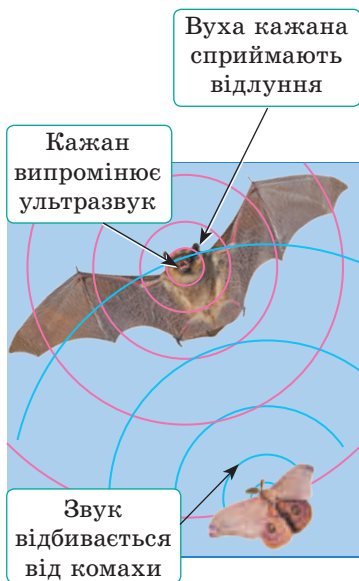 Вуха кажана
сприймають
відлуння
Кажан
випромінює
ультразвук
Звук
відбивається
від комахи